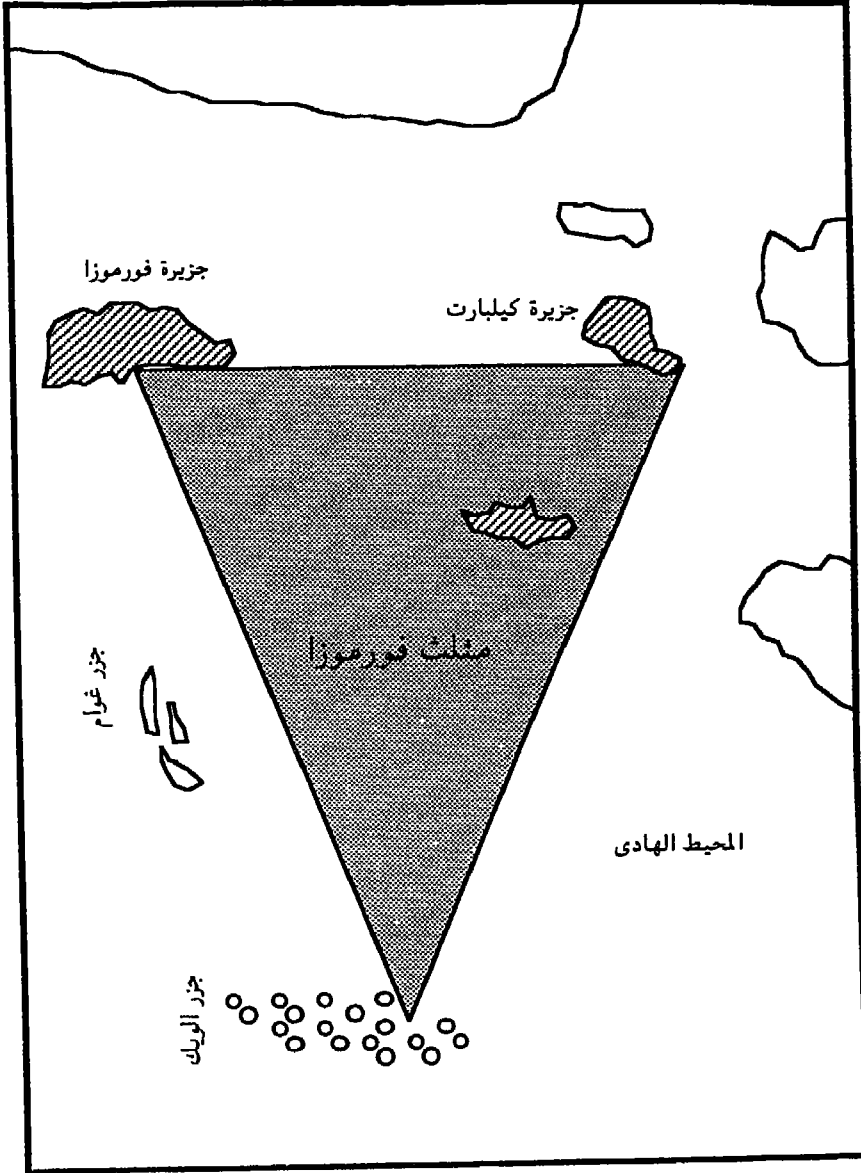 جزيرة فورموزا
جزيرة كيلبارت
مثلث فورموزا
جزر غوام
المحيط الهادى
جزر الويك